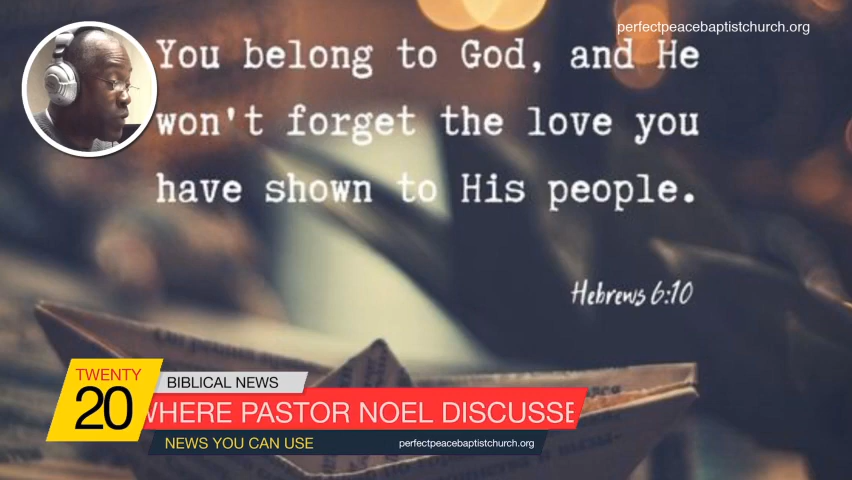 perfectpeacebaptistchurch.org
You belong to God, and He
won't forget the love you
have shown to His people.
Hebrews 6:10
TWENTY
20
BIBLICAL NEWS
WHERE PASTOR NOEL DISCUSSE
NEWS YOU CAN USE
perfectpeacebaptistchurch.org